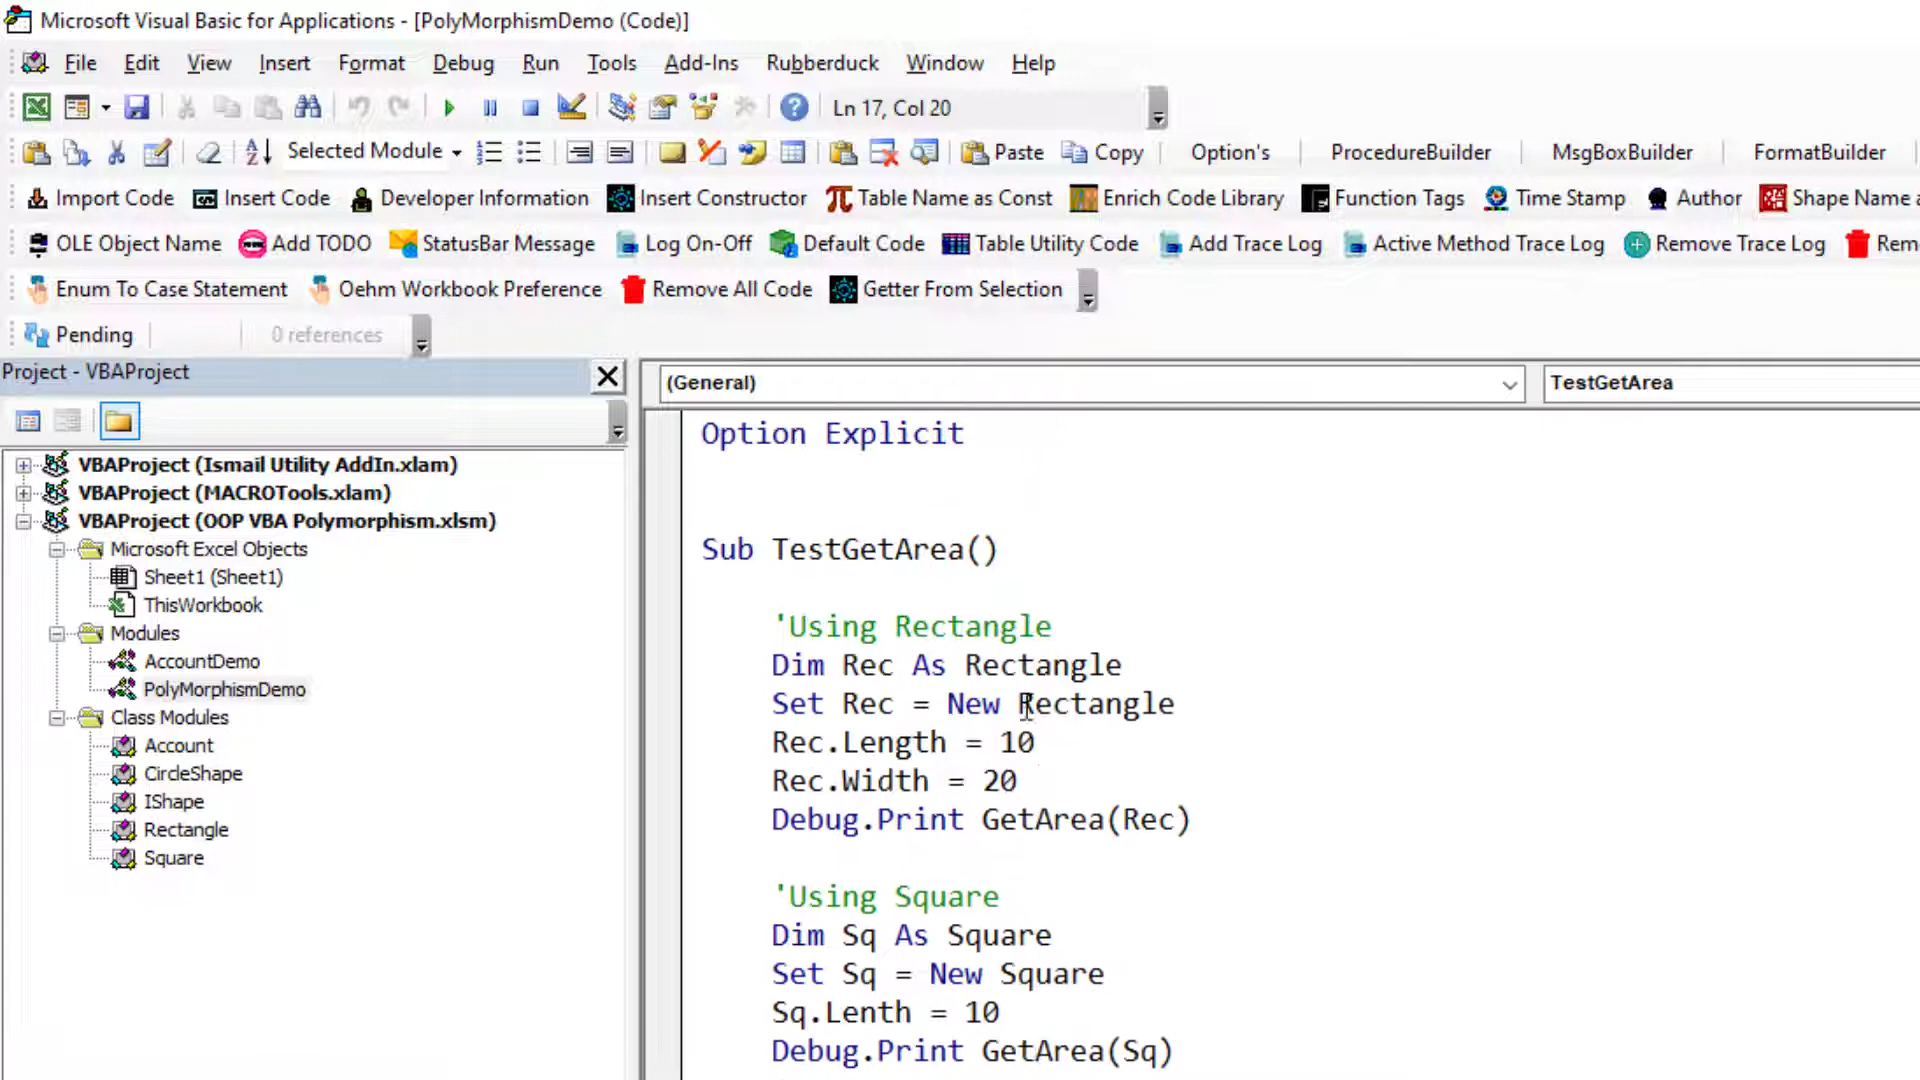 Microsoft Visual Basic for Applications - [PolyMorphismDemo (Code)]
File Edit View Insert Format Debug Run Tools Add-Ins Rubberduck Window Help
Ln 17, Col 20
Selected Module Paste Copy Option's ProcedureBuilder MsgBoxBuilder FormatBuilder
Import Code Insert Code Developer Information Insert Constructor Table Name as Const Enrich Code Library Function Tags Time Stamp Author Shape Name a
OLE Object Name Add TODO StatusBar Message Log On-Off Default Code Table Utility Code Add Trace Log Active Method Trace Log Remove Trace Log Rem
Enum To Case Statement Oehm Workbook Preference Remove All Code Getter From Selection
Pending 0 references
Project - VBAProject
(General) TestGetArea
VBAProject (Ismail Utility AddIn.xlam)
VBAProject (MACROTools.xlam)
VBAProject (OOP VBA Polymorphism.xlsm)
Microsoft Excel Objects
Sheet1 (Sheet1)
ThisWorkbook
Modules
AccountDemo
PolyMorphismDemo
Class Modules
Account
CircleShape
IShape
Rectangle
Square
Option Explicit
Sub TestGetArea()
'Using Rectangle
Dim Rec As Rectangle
Set Rec = New Rectangle
Rec.Length = 10
Rec.Width = 20
Debug.Print GetArea(Rec)
'Using Square
Dim Sq As Square
Set Sq = New Square
Sq.Lenth = 10
Debug.Print GetArea(Sq)